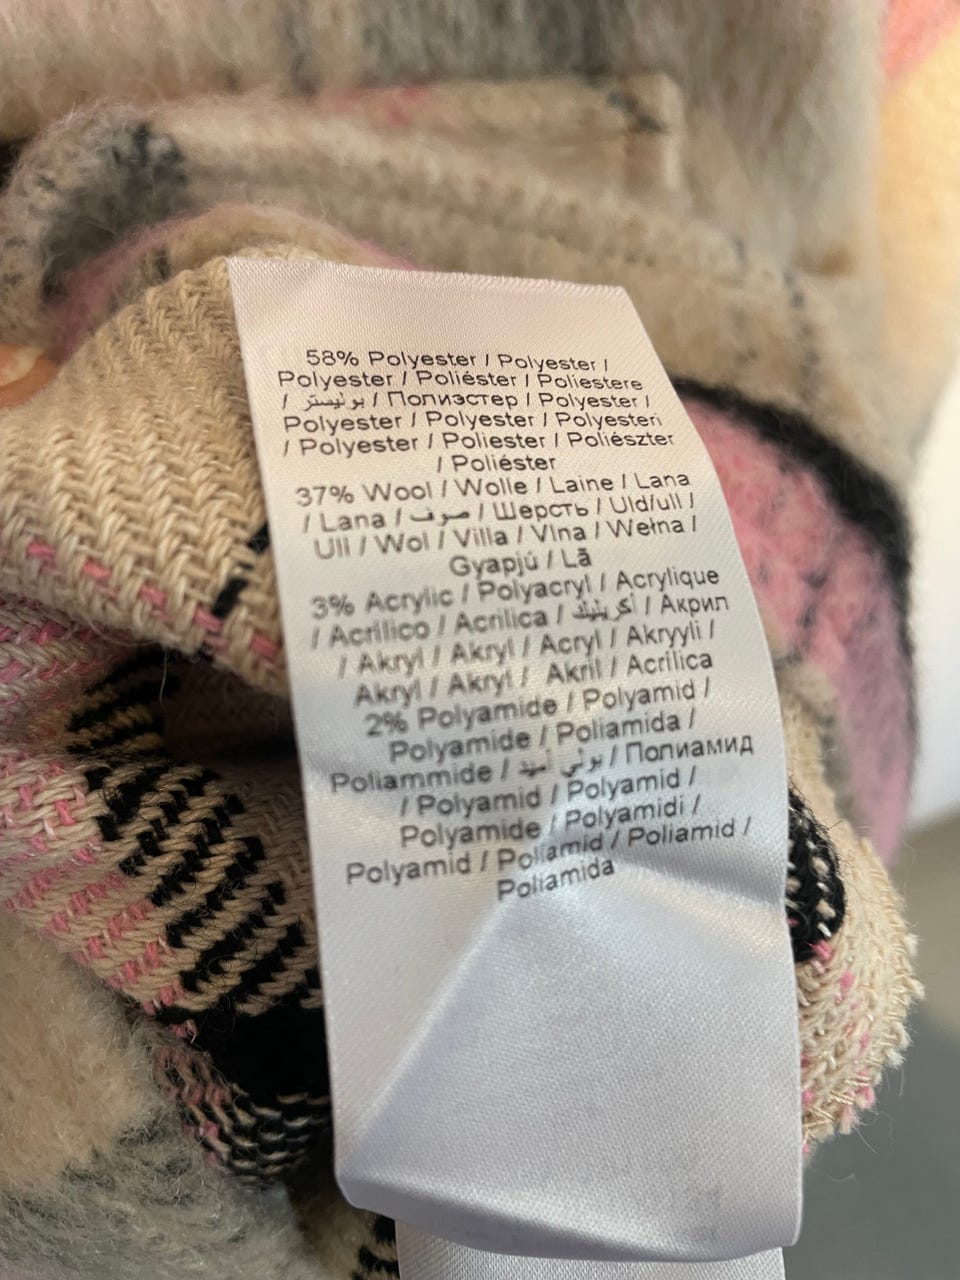 58% Polyester / Polyester /
Polyester / Poliéster / Poliestere
/ بوليستر / Полиэстер / Polyester /
Polyester / Polyester / Polyesteri
/ Polyester / Poliester / Poliészter
/ Poliéster
37% Wool / Wolle / Laine / Lana
/ Lana / صوف / Шерсть / Uld/ull /
Ull / Wol / Villa / Vlna / Wełna /
Gyapjú / Lã
3% Acrylic / Polyacryl / Acrylique
/ Acrílico / Acrilica / أكريليك / Акрил
/ Akryl / Akryl / Acryl / Akryyli /
Akryl / Akryl / Akril / Acrílica
2% Polyamide / Polyamid /
Polyamide / Poliamida /
Poliammide / بولي أميد / Полиамид
/ Polyamid / Polyamid /
Polyamide / Polyamidi /
Polyamid / Poliamid / Poliamid /
Poliamida